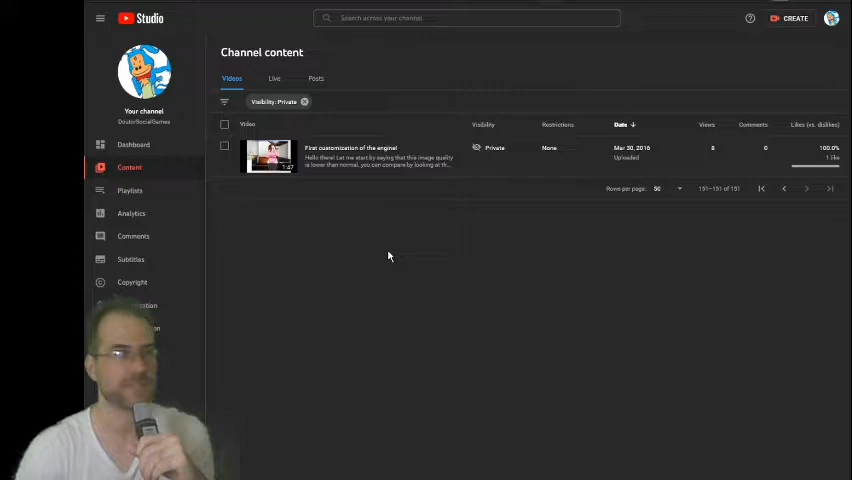 Studio
Search across your channel
CREATE
Channel content
Videos Live Posts
Visibility: Private
Your channel
DoutorSocialGames
Dashboard
Content
Playlists
Analytics
Comments
Subtitles
Copyright
Video Visibility Restrictions Date Views Comments Likes (vs. dislikes)
First customization of the engine!
Hello there! Let me start by saying that this image quality
is lower than normal, you can compare by looking at th...
1:47
Private None Mar 30, 2016 8 0 100.0%
Uploaded 1 like
Rows per page: 50 151–151 of 151